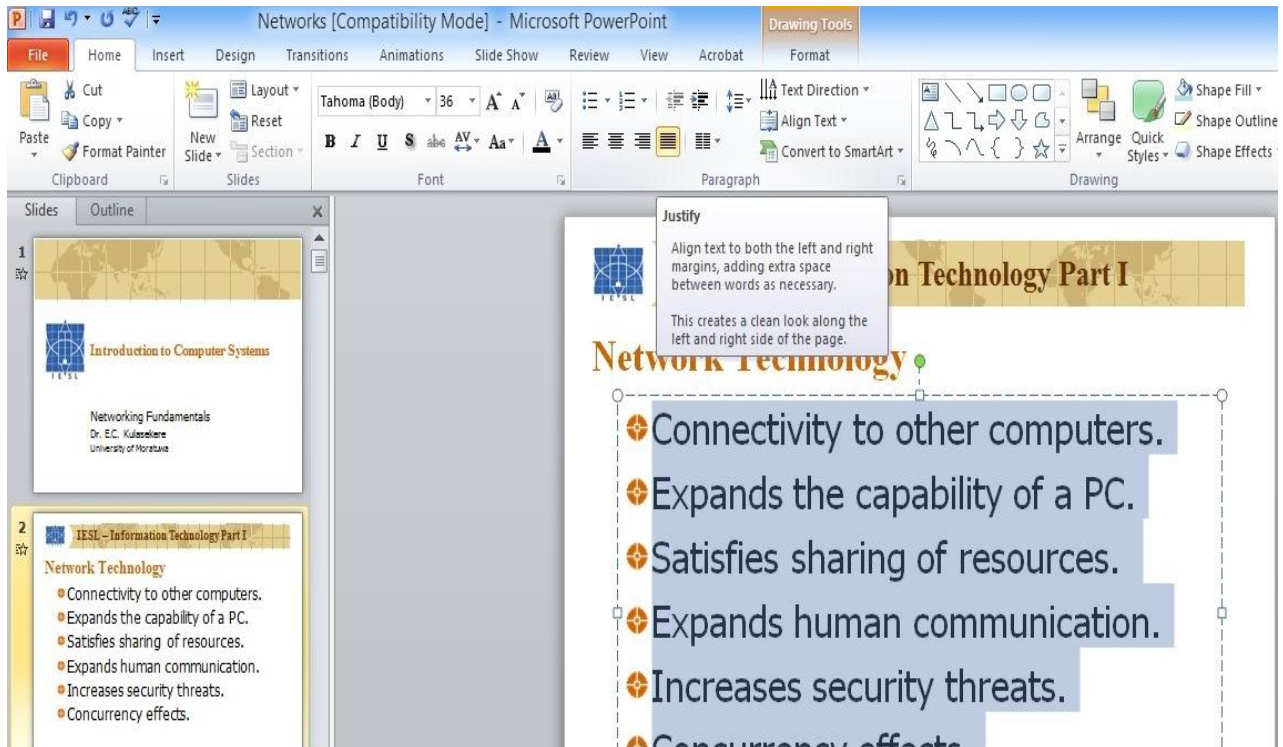 Networks [Compatibility Mode] - Microsoft PowerPoint
Drawing Tools
File Home Insert Design Transitions Animations Slide Show Review View Acrobat Format
Paste
Cut
Copy
Format Painter
Clipboard
New Slide
Layout
Reset
Section
Slides
Tahoma (Body) 36
Font
Text Direction
Align Text
Convert to SmartArt
Paragraph
Arrange
Quick Styles
Shape Fill
Shape Outline
Shape Effects
Drawing
Slides Outline
1
IESL
Introduction to Computer Systems
Networking Fundamentals
Dr. E.C. Kulasekere
University of Moratuwa
2
IESL – Information Technology Part I
Network Technology
Connectivity to other computers.
Expands the capability of a PC.
Satisfies sharing of resources.
Expands human communication.
Increases security threats.
Concurrency effects.
Justify
Align text to both the left and right
margins, adding extra space
between words as necessary.
This creates a clean look along the
left and right side of the page.
IESL
n Technology Part I
Network Technology
Connectivity to other computers.
Expands the capability of a PC.
Satisfies sharing of resources.
Expands human communication.
Increases security threats.
Concurrency effects.